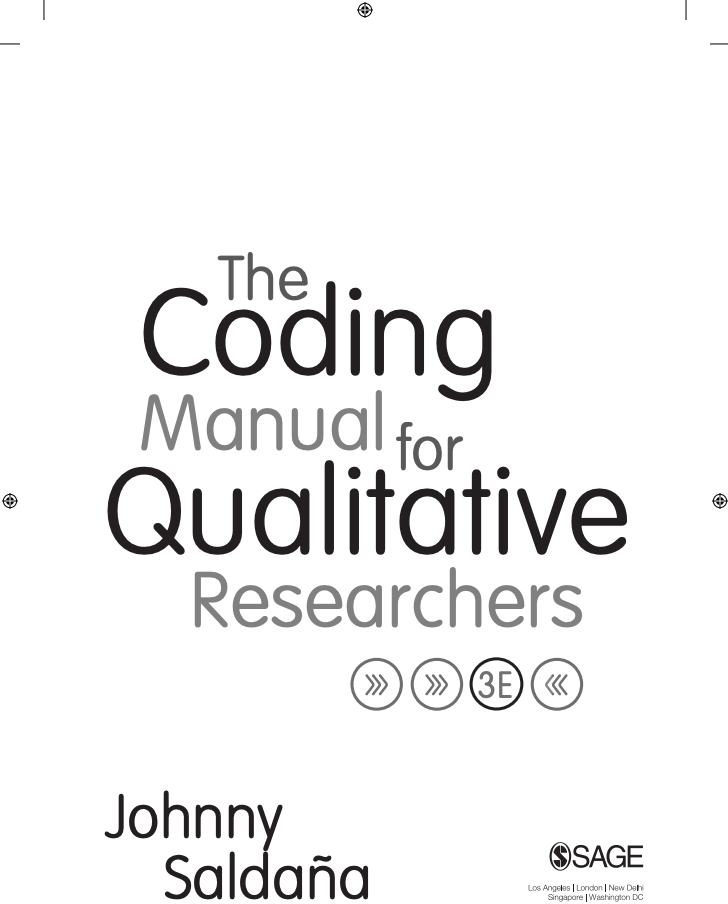 The
Coding
Manual for
Qualitative
Researchers
3E
Johnny
Saldaña
SAGE
Los Angeles | London | New Delhi
Singapore | Washington DC